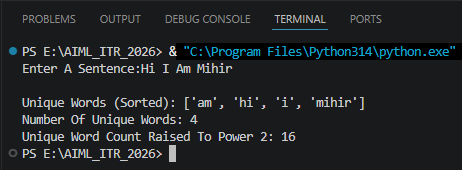 PROBLEMS OUTPUT DEBUG CONSOLE TERMINAL PORTS
PS E:\AIML_ITR_2026> & "C:\Program Files\Python314\python.exe"
Enter A Sentence:Hi I Am Mihir
Unique Words (Sorted): ['am', 'hi', 'i', 'mihir']
Number Of Unique Words: 4
Unique Word Count Raised To Power 2: 16
PS E:\AIML_ITR_2026>